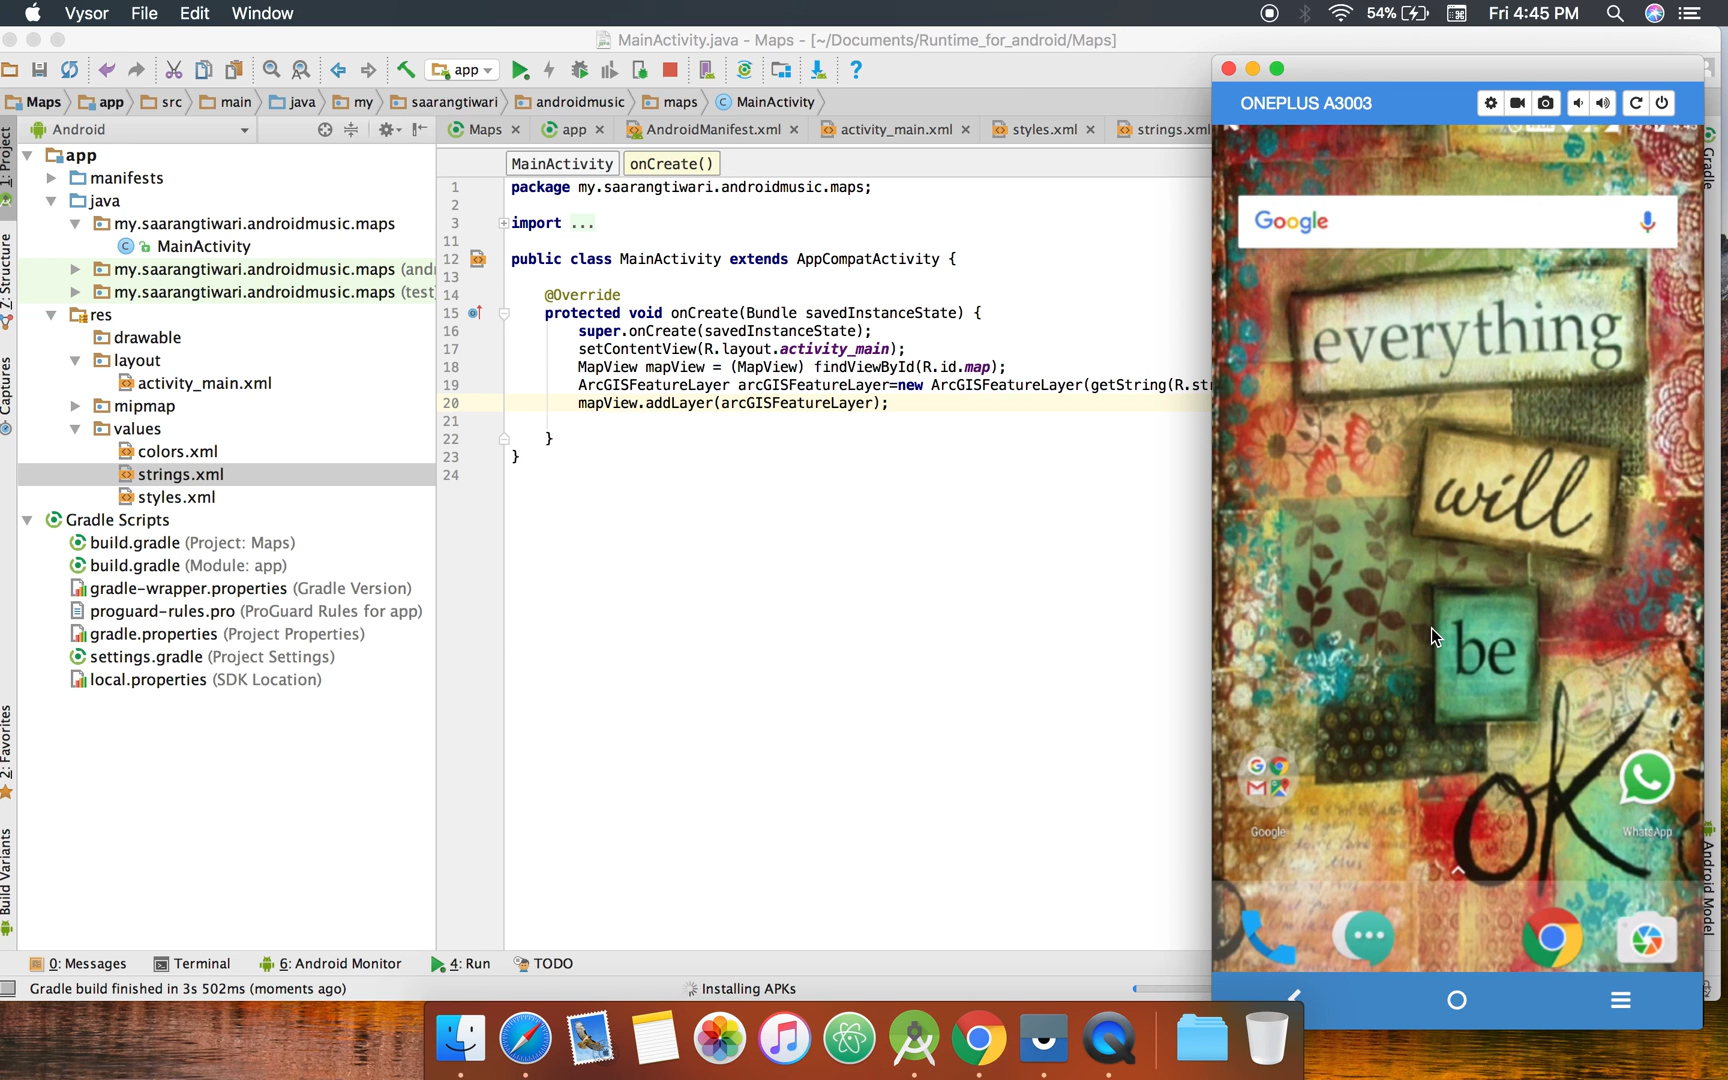 Vysor File Edit Window 54% Fri 4:45 PM
MainActivity.java - Maps - [~/Documents/Runtime_for_android/Maps]
app
Maps app src main java my saarangtiwari androidmusic maps MainActivity
Android
Maps app AndroidManifest.xml activity_main.xml styles.xml strings.xml
MainActivity onCreate()
1: Project
Z: Structure
Captures
2: Favorites
Build Variants
app
manifests
java
my.saarangtiwari.androidmusic.maps
MainActivity
my.saarangtiwari.androidmusic.maps (and
my.saarangtiwari.androidmusic.maps (test
res
drawable
layout
activity_main.xml
mipmap
values
colors.xml
strings.xml
styles.xml
Gradle Scripts
build.gradle (Project: Maps)
build.gradle (Module: app)
gradle-wrapper.properties (Gradle Version)
proguard-rules.pro (ProGuard Rules for app)
gradle.properties (Project Properties)
settings.gradle (Project Settings)
local.properties (SDK Location)
1 package my.saarangtiwari.androidmusic.maps;
2
3 import ...
11
12 public class MainActivity extends AppCompatActivity {
13
14 @Override
15 protected void onCreate(Bundle savedInstanceState) {
16 super.onCreate(savedInstanceState);
17 setContentView(R.layout.activity_main);
18 MapView mapView = (MapView) findViewById(R.id.map);
19 ArcGISFeatureLayer arcGISFeatureLayer=new ArcGISFeatureLayer(getString(R.str
20 mapView.addLayer(arcGISFeatureLayer);
21
22 }
23 }
24
ONEPLUS A3003
Google
everything
will
be
OK
Google
WhatsApp
Gradle
Android Model
0: Messages Terminal 6: Android Monitor 4: Run TODO
Gradle build finished in 3s 502ms (moments ago) Installing APKs